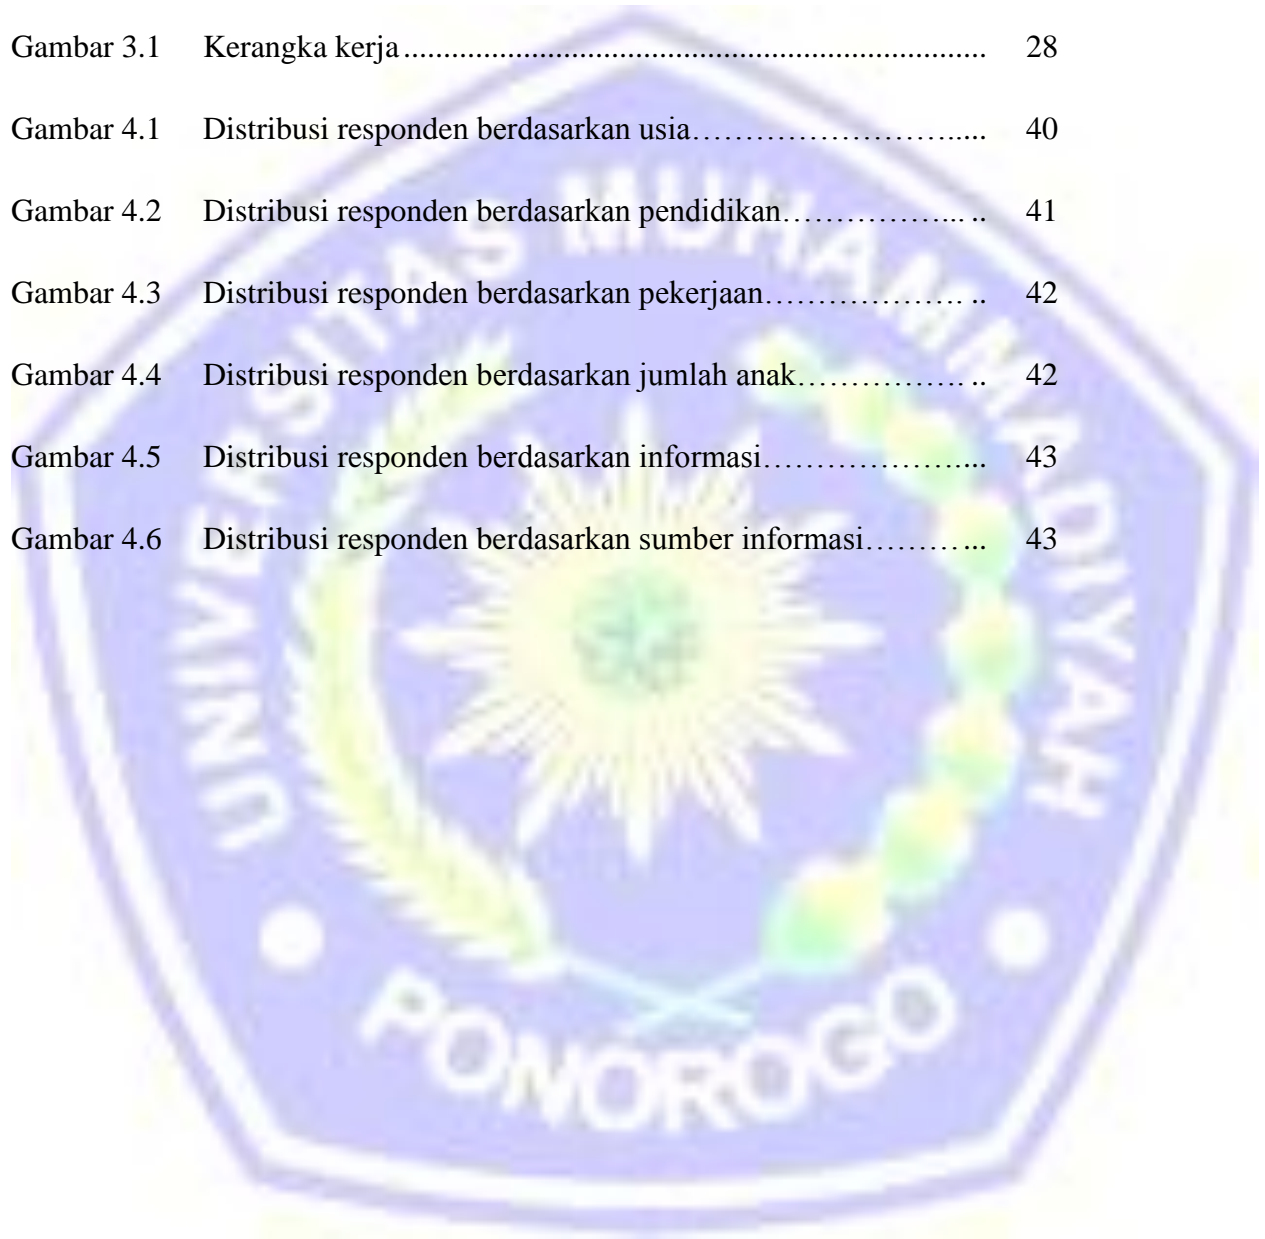 Gambar 3.1 Kerangka kerja......................................................................... 28
Gambar 4.1 Distribusi responden berdasarkan usia……………………..... 40
Gambar 4.2 Distribusi responden berdasarkan pendidikan……………... .. 41
Gambar 4.3 Distribusi responden berdasarkan pekerjaan………………. .. 42
Gambar 4.4 Distribusi responden berdasarkan jumlah anak……………. .. 42
Gambar 4.5 Distribusi responden berdasarkan informasi……………….... 43
Gambar 4.6 Distribusi responden berdasarkan sumber informasi………... 43
UNIVERSITAS MUHAMMADIYAH
PONOROGO